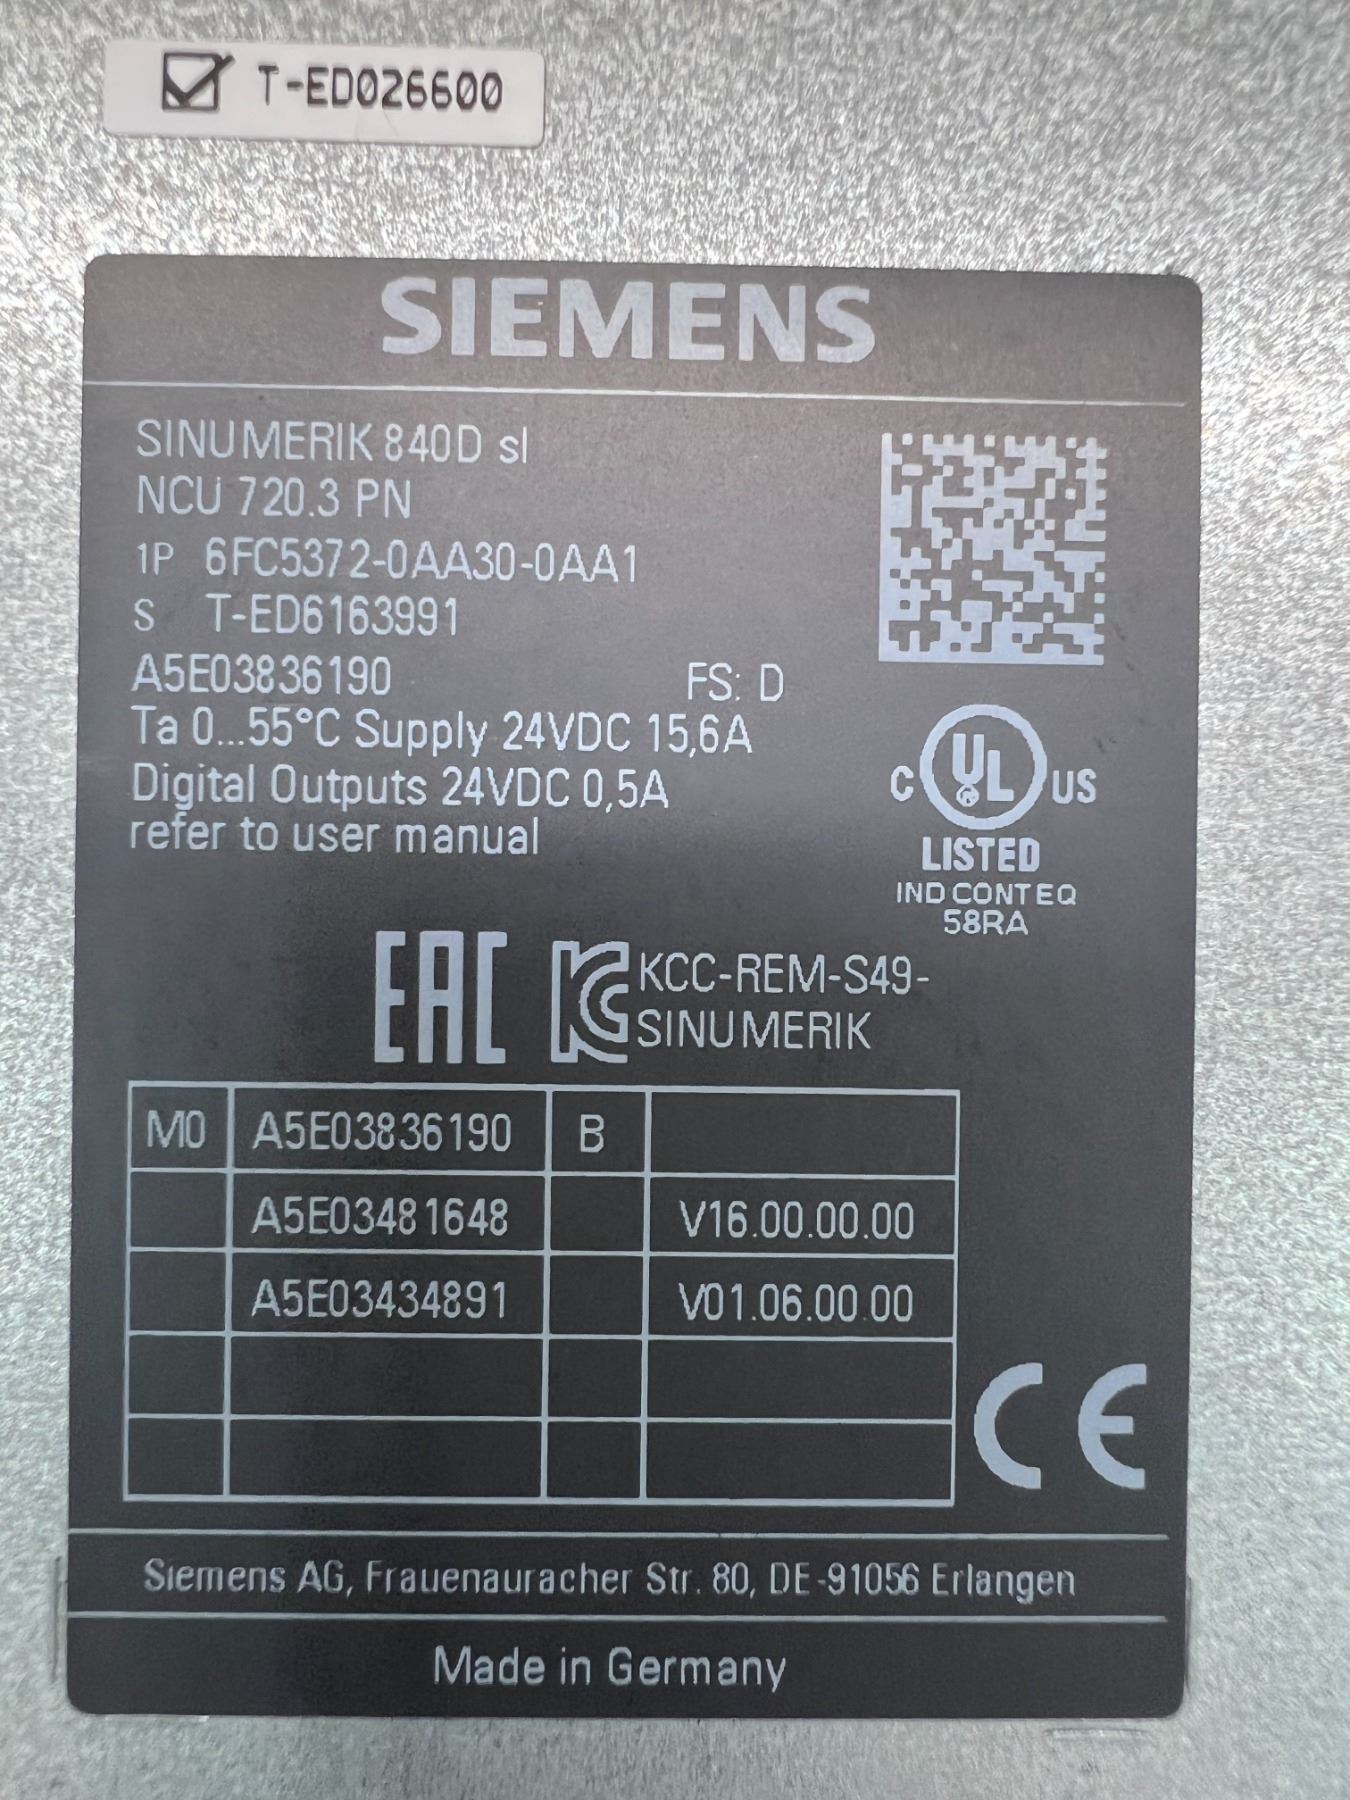 T-ED026600
SIEMENS
SINUMERIK 840D sl
NCU 720.3 PN
1P 6FC5372-0AA30-0AA1
S T-ED6163991
A5E03836190 FS: D
Ta 0...55°C Supply 24VDC 15,6A
Digital Outputs 24VDC 0,5A
refer to user manual
C UL® US
LISTED
IND CONT EQ
58RA
EAC KC KCC-REM-S49-
SINUMERIK
M0 A5E03836190 B
A5E03481648 V16.00.00.00
A5E03434891 V01.06.00.00
CE
Siemens AG, Frauenauracher Str. 80, DE-91056 Erlangen
Made in Germany